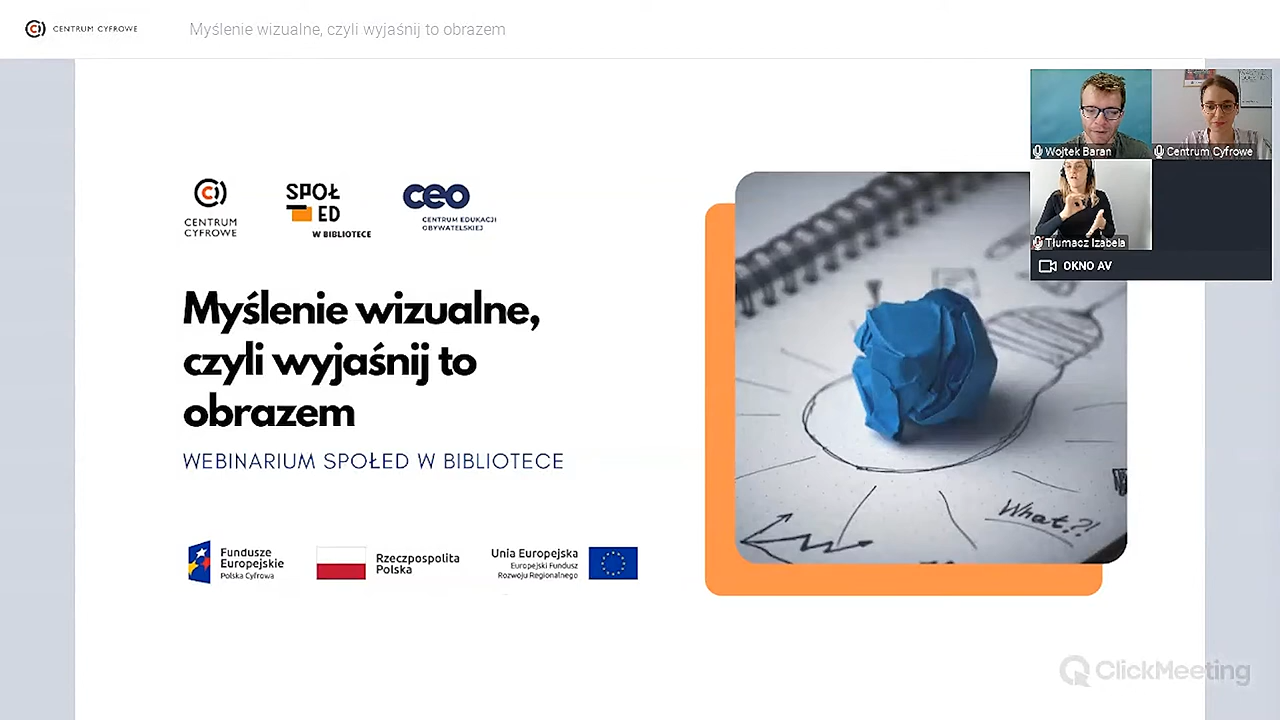 CENTRUM CYFROWE
Myślenie wizualne, czyli wyjaśnij to obrazem
Wojtek Baran
Centrum Cyfrowe
Tłumacz Izabela
OKNO AV
CENTRUM
CYFROWE
SPOŁ
ED
W BIBLIOTECE
ceo
CENTRUM EDUKACJI
OBYWATELSKIEJ
Myślenie wizualne,
czyli wyjaśnij to
obrazem
WEBINARIUM SPOŁED W BIBLIOTECE
What?!
Fundusze
Europejskie
Polska Cyfrowa
Rzeczpospolita
Polska
Unia Europejska
Europejski Fundusz
Rozwoju Regionalnego
ClickMeeting